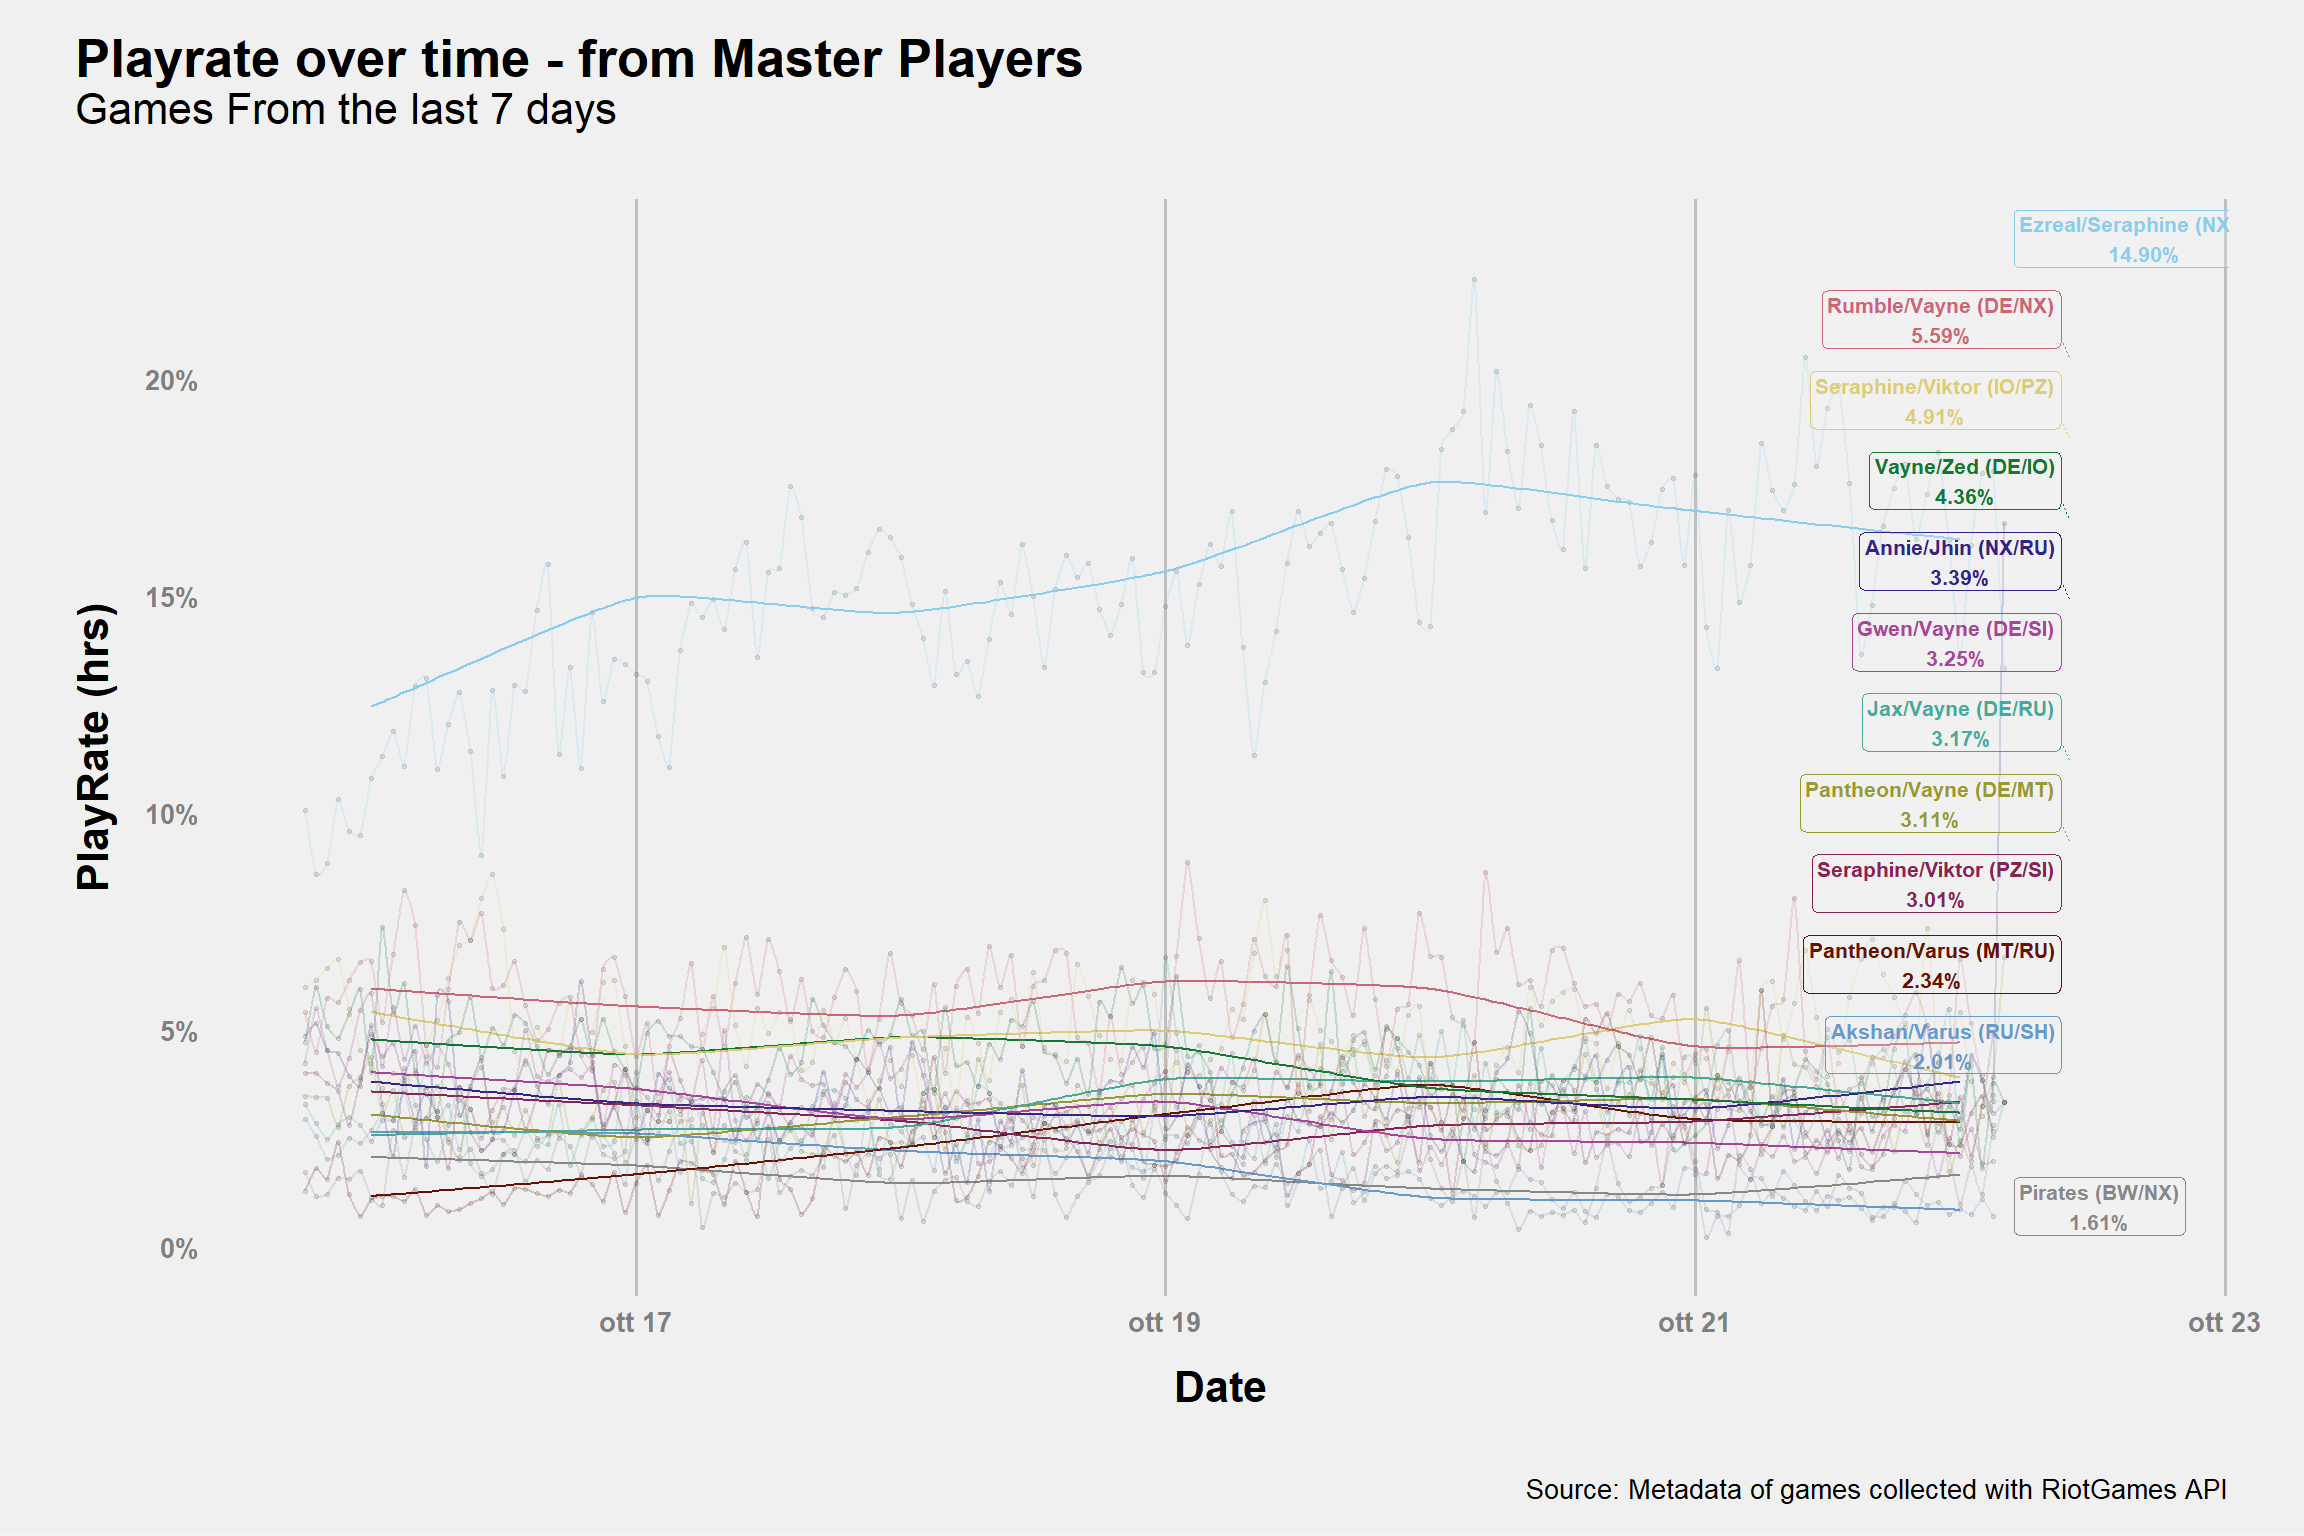 Playrate over time - from Master Players
Games From the last 7 days
PlayRate (hrs)
20%
15%
10%
5%
0%
Ezreal/Seraphine (NX
14.90%
Rumble/Vayne (DE/NX)
5.59%
Seraphine/Viktor (IO/PZ)
4.91%
Vayne/Zed (DE/IO)
4.36%
Annie/Jhin (NX/RU)
3.39%
Gwen/Vayne (DE/SI)
3.25%
Jax/Vayne (DE/RU)
3.17%
Pantheon/Vayne (DE/MT)
3.11%
Seraphine/Viktor (PZ/SI)
3.01%
Pantheon/Varus (MT/RU)
2.34%
Akshan/Varus (RU/SH)
2.01%
Pirates (BW/NX)
1.61%
ott 17
ott 19
ott 21
ott 23
Date
Source: Metadata of games collected with RiotGames API